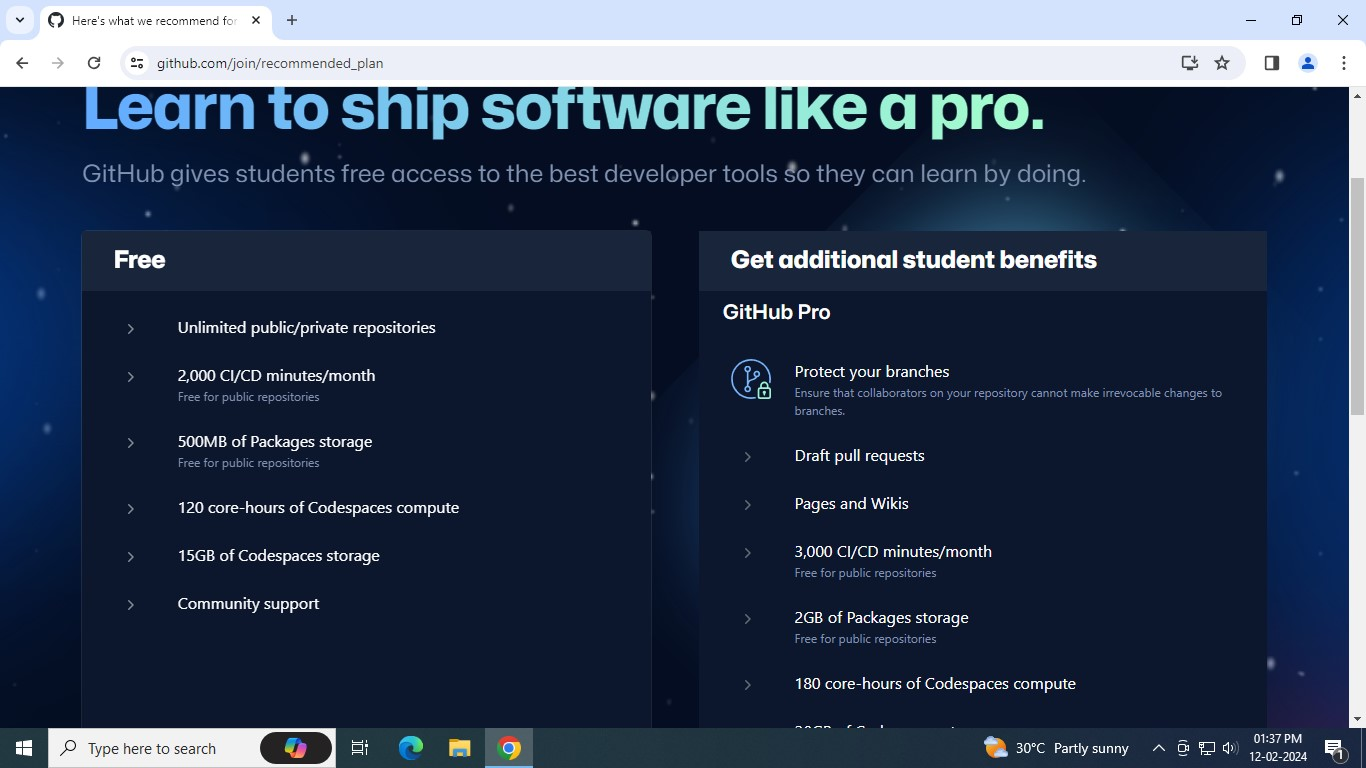 Here's what we recommend for
github.com/join/recommended_plan
Learn to ship software like a pro.
GitHub gives students free access to the best developer tools so they can learn by doing.
Free
Unlimited public/private repositories
2,000 CI/CD minutes/month
Free for public repositories
500MB of Packages storage
Free for public repositories
120 core-hours of Codespaces compute
15GB of Codespaces storage
Community support
Get additional student benefits
GitHub Pro
Protect your branches
Ensure that collaborators on your repository cannot make irrevocable changes to
branches.
Draft pull requests
Pages and Wikis
3,000 CI/CD minutes/month
Free for public repositories
2GB of Packages storage
Free for public repositories
180 core-hours of Codespaces compute
Type here to search
30°C Partly sunny
01:37 PM
12-02-2024
1